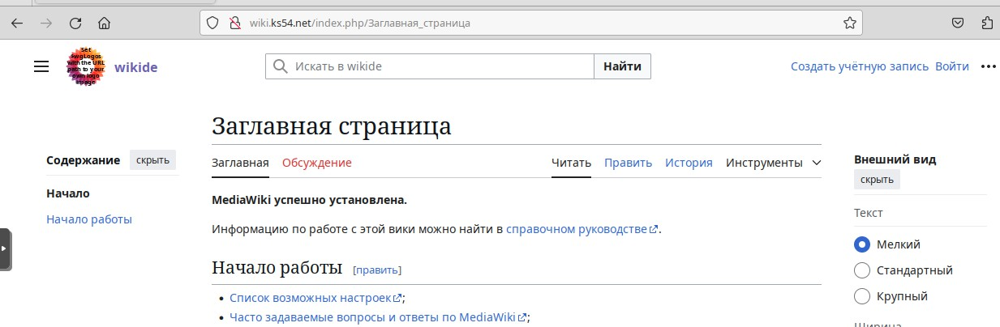 wiki.ks54.net/index.php/Заглавная_страница
Set
$wgLogos
with the URL
path to your
own logo
image
wikide
Искать в wikide
Найти
Создать учётную запись Войти
Заглавная страница
Содержание скрыть
Начало
Начало работы
Заглавная Обсуждение Читать Править История Инструменты
MediaWiki успешно установлена.
Информацию по работе с этой вики можно найти в справочном руководстве.
Начало работы [править]
• Список возможных настроек;
• Часто задаваемые вопросы и ответы по MediaWiki;
Внешний вид
скрыть
Текст
Мелкий
Стандартный
Крупный
Ширина